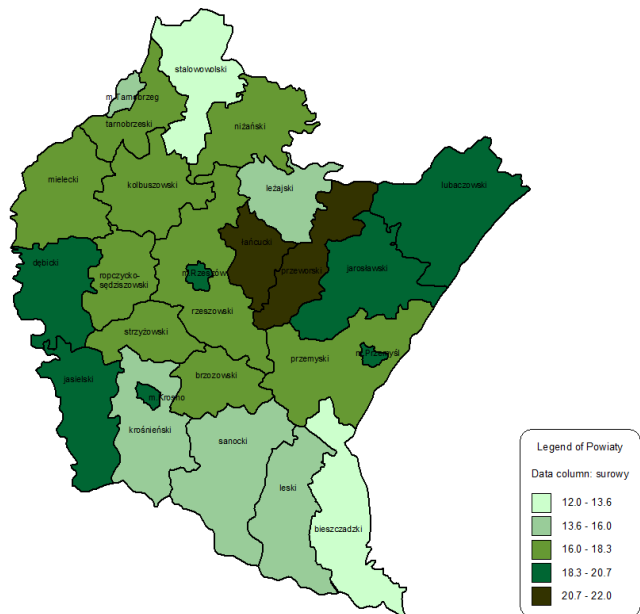 stalowowolski
m.Tarnobrzeg
tarnobrzeski
niżański
mielecki
kolbuszowski
leżajski
lubaczowski
dębicki
ropczycko-
sędziszowski
m.Rzeszów
łańcucki
przeworski
jarosławski
rzeszowski
strzyżowski
przemyski
m.Przemyśl
jasielski
brzozowski
m.Krosno
krośnieński
sanocki
leski
bieszczadzki
Legend of Powiaty
Data column: surowy
12.0 - 13.6
13.6 - 16.0
16.0 - 18.3
18.3 - 20.7
20.7 - 22.0